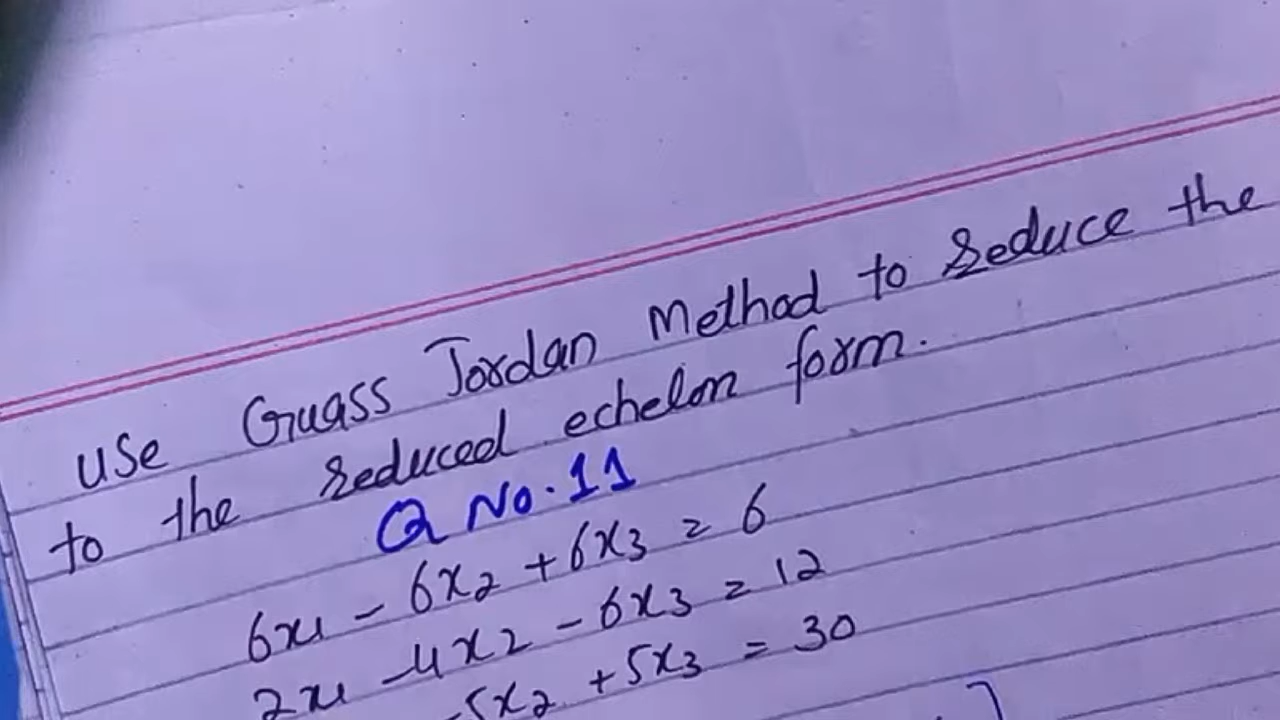 Use Guass Jordan Method to reduce the
to the reduced echelon form.
Q No.11
6x1 - 6x2 + 6x3 = 6
2x1 - 4x2 - 6x3 = 12
- 5x2 + 5x3 = 30
]